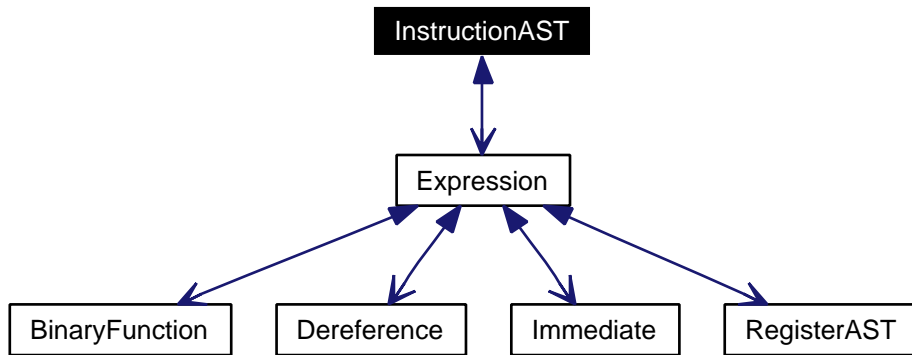 InstructionAST
Expression
BinaryFunction
Dereference
Immediate
RegisterAST